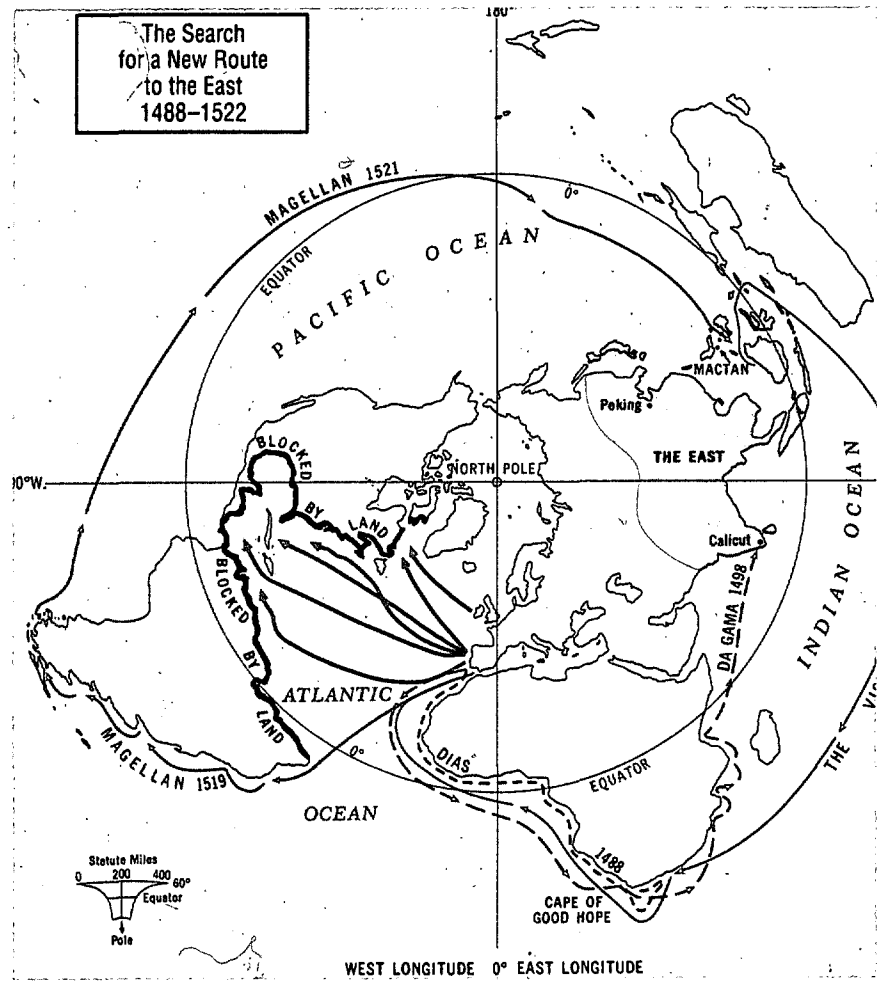 The Search
for a New Route
to the East
1488–1522
180°
MAGELLAN 1521
0°
EQUATOR
PACIFIC OCEAN
MACTAN
Peking
BLOCKED
BY
LAND
NORTH POLE
THE EAST
00°W.
Calicut
BLOCKED
BY
LAND
DA GAMA 1498
INDIAN OCEAN
ATLANTIC
MAGELLAN 1519
0°
DIAS
EQUATOR
THE
OCEAN
1488
Statute Miles
0 200 400
60°
Equator
Pole
CAPE OF
GOOD HOPE
WEST LONGITUDE 0° EAST LONGITUDE